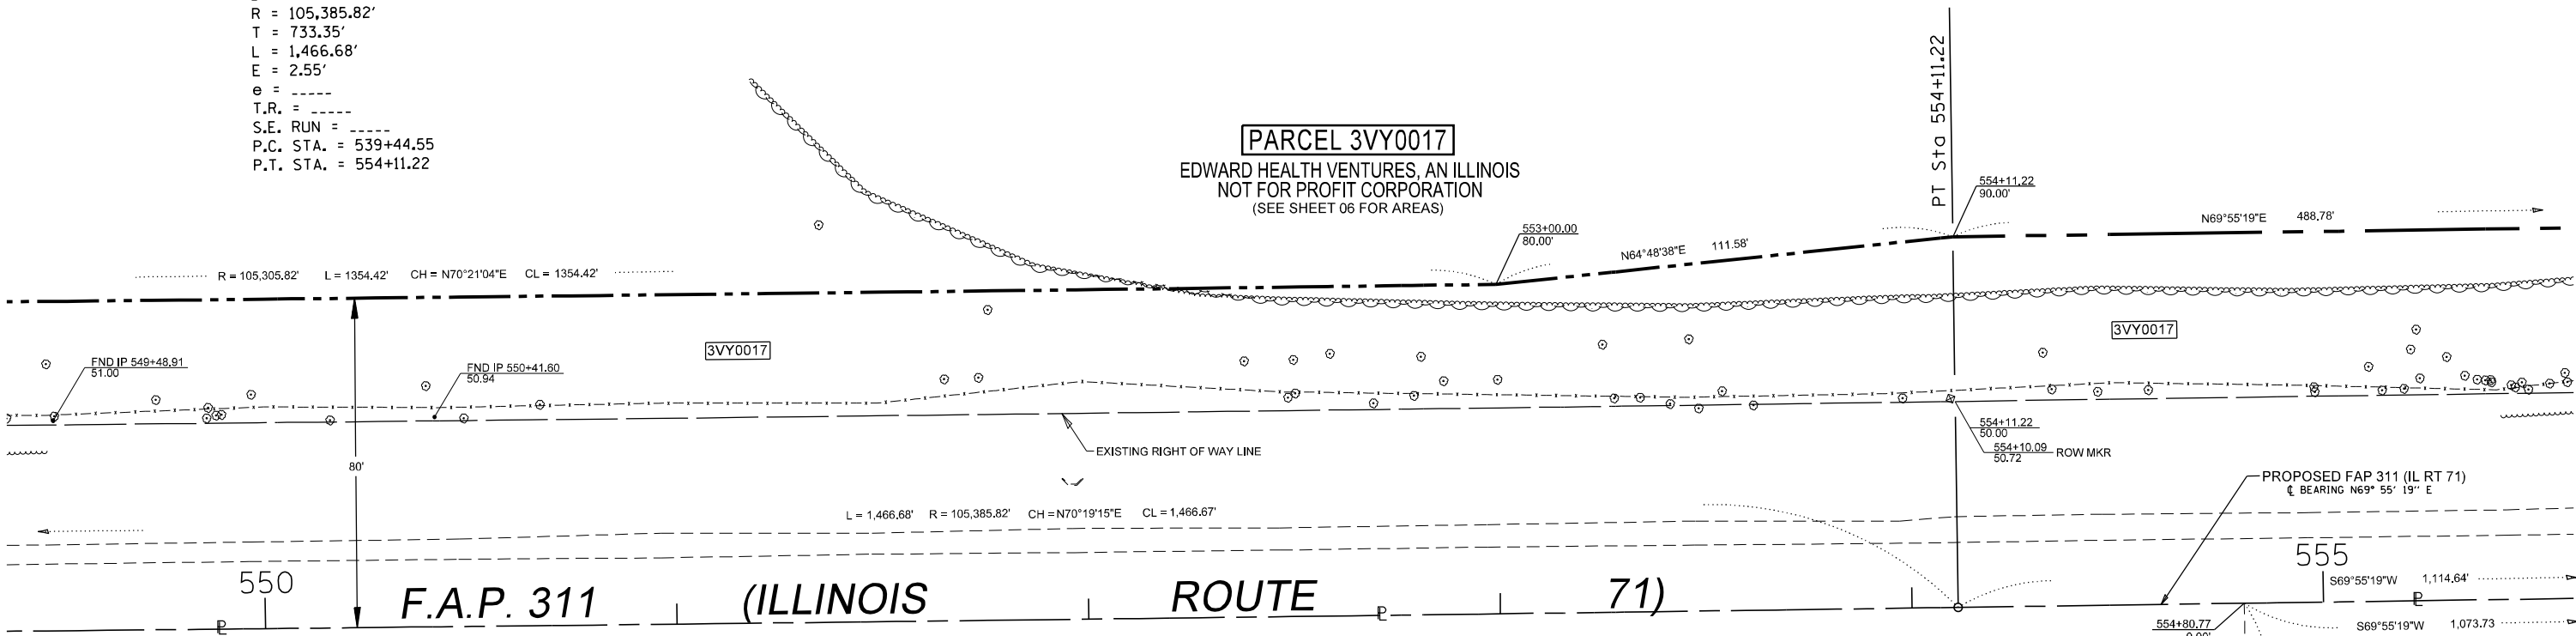 R = 105,385.82'
T = 733.35'
L = 1,466.68'
E = 2.55'
e = _____
T.R. = _____
S.E. RUN = _____
P.C. STA. = 539+44.55
P.T. STA. = 554+11.22
PARCEL 3VY0017
EDWARD HEALTH VENTURES, AN ILLINOIS
NOT FOR PROFIT CORPORATION
(SEE SHEET 06 FOR AREAS)
PT Sta 554+11.22
554+11.22
90.00'
N69°55'19"E 488.78'
553+00.00
80.00'
N64°48'38"E 111.58'
R = 105,305.82' L = 1354.42' CH = N70°21'04"E CL = 1354.42'
3VY0017
3VY0017
FND IP 549+48.91
51.00
FND IP 550+41.60
50.94
EXISTING RIGHT OF WAY LINE
554+11.22
50.00
554+10.09 ROW MKR
50.72
80'
PROPOSED FAP 311 (IL RT 71)
℄ BEARING N69° 55' 19" E
L = 1,466.68' R = 105,385.82' CH = N70°19'15"E CL = 1,466.67'
550
F.A.P. 311 (ILLINOIS ROUTE 71)
555
S69°55'19"W 1,114.64'
554+80.77
S69°55'19"W 1,073.73